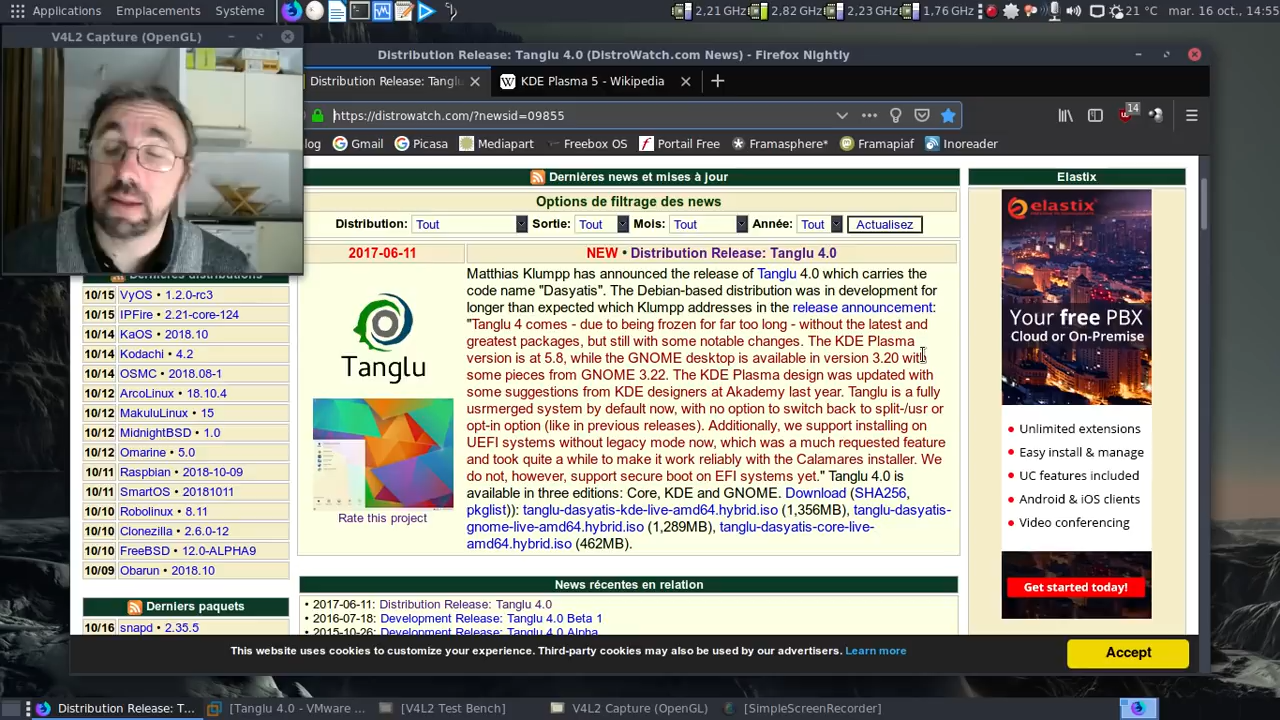 Applications Emplacements Système
2,21 GHz 2,82 GHz 2,23 GHz 1,76 GHz 21 °C mar. 16 oct., 14:55
V4L2 Capture (OpenGL)
Distribution Release: Tanglu 4.0 (DistroWatch.com News) - Firefox Nightly
Distribution Release: Tanglu
KDE Plasma 5 - Wikipedia
https://distrowatch.com/?newsid=09855
14
log Gmail Picasa Mediapart Freebox OS Portail Free Framasphere* Framapiaf Inoreader
Dernières news et mises à jour
Options de filtrage des news
Distribution: Tout Sortie: Tout Mois: Tout Année: Tout Actualisez
2017-06-11
NEW • Distribution Release: Tanglu 4.0
Tanglu
Rate this project
Matthias Klumpp has announced the release of Tanglu 4.0 which carries the
code name "Dasyatis". The Debian-based distribution was in development for
longer than expected which Klumpp addresses in the release announcement:
"Tanglu 4 comes - due to being frozen for far too long - without the latest and
greatest packages, but still with some notable changes. The KDE Plasma
version is at 5.8, while the GNOME desktop is available in version 3.20 with
some pieces from GNOME 3.22. The KDE Plasma design was updated with
some suggestions from KDE designers at Akademy last year. Tanglu is a fully
usrmerged system by default now, with no option to switch back to split-/usr or
opt-in option (like in previous releases). Additionally, we support installing on
UEFI systems without legacy mode now, which was a much requested feature
and took quite a while to make it work reliably with the Calamares installer. We
do not, however, support secure boot on EFI systems yet." Tanglu 4.0 is
available in three editions: Core, KDE and GNOME. Download (SHA256,
pkglist)): tanglu-dasyatis-kde-live-amd64.hybrid.iso (1,356MB), tanglu-dasyatis-
gnome-live-amd64.hybrid.iso (1,289MB), tanglu-dasyatis-core-live-
amd64.hybrid.iso (462MB).
Dernières distributions
10/15 VyOS • 1.2.0-rc3
10/15 IPFire • 2.21-core-124
10/14 KaOS • 2018.10
10/14 Kodachi • 4.2
10/14 OSMC • 2018.08-1
10/12 ArcoLinux • 18.10.4
10/12 MakuluLinux • 15
10/12 MidnightBSD • 1.0
10/12 Omarine • 5.0
10/11 Raspbian • 2018-10-09
10/11 SmartOS • 20181011
10/10 Robolinux • 8.11
10/10 Clonezilla • 2.6.0-12
10/10 FreeBSD • 12.0-ALPHA9
10/09 Obarun • 2018.10
Derniers paquets
10/16 snapd • 2.35.5
News récentes en relation
• 2017-06-11: Distribution Release: Tanglu 4.0
• 2016-07-18: Development Release: Tanglu 4.0 Beta 1
• 2015-10-26: Development Release: Tanglu 4.0 Alpha
Elastix
elastix
Your free PBX
Cloud or On-Premise
• Unlimited extensions
• Easy install & manage
• UC features included
• Android & iOS clients
• Video conferencing
Get started today!
This website uses cookies to customize your experience. Third-party cookies may also be used by our advertisers. Learn more
Accept
Distribution Release: T... [Tanglu 4.0 - VMware ... [V4L2 Test Bench] V4L2 Capture (OpenGL) [SimpleScreenRecorder]